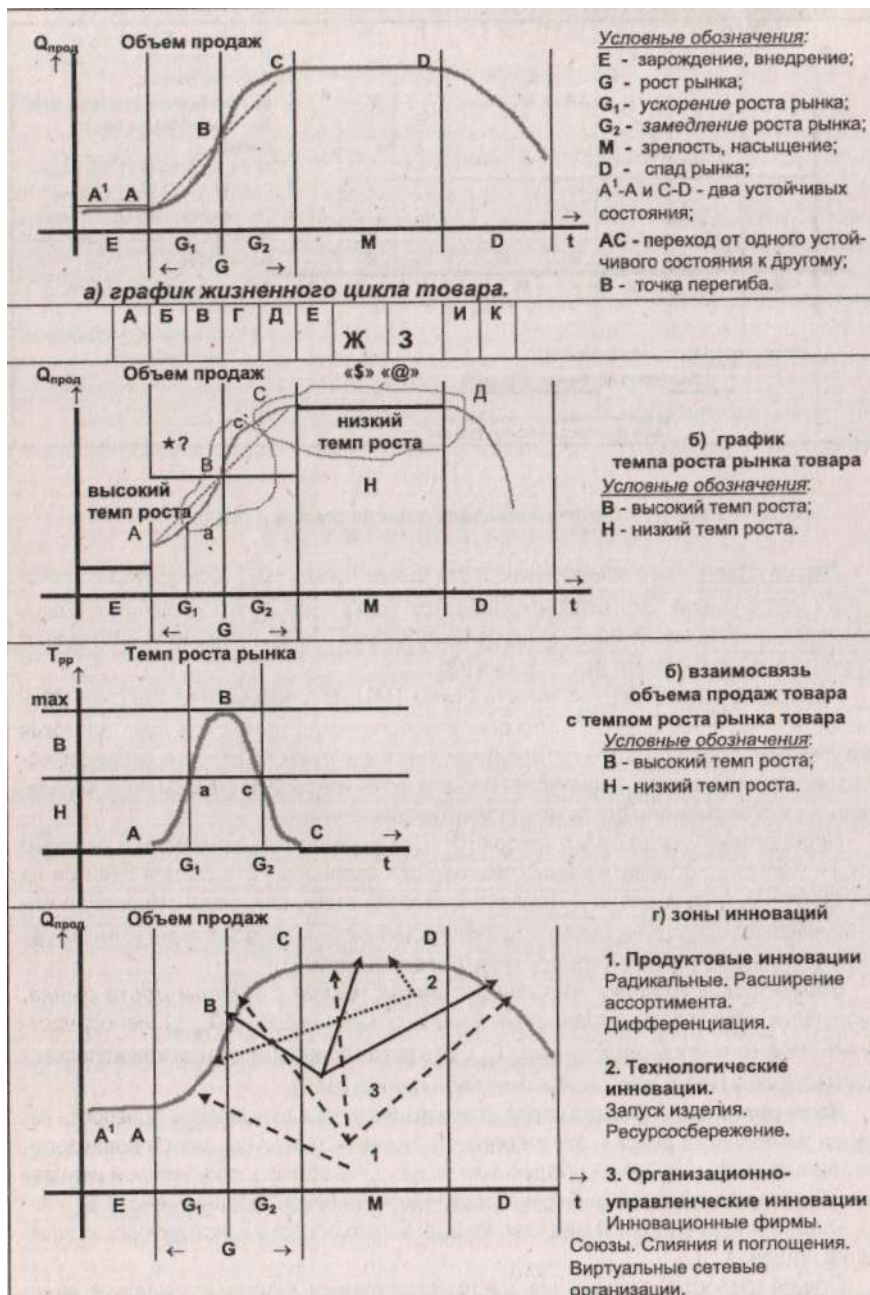 Qпрод Объем продаж
↑
C D
B
A¹ A
→
E G₁ G₂ M D t
← G →
а) график жизненного цикла товара.
Условные обозначения:
E - зарождение, внедрение;
G - рост рынка;
G₁ - ускорение роста рынка;
G₂ - замедление роста рынка;
M - зрелость, насыщение;
D - спад рынка;
A¹-A и C-D - два устойчивых
состояния;
AC - переход от одного устой-
чивого состояния к другому;
B - точка перегиба.
А Б В Г Д Е Ж З И К
Qпрод Объем продаж «$» «@»
↑
C Д
c
низкий
темп роста
★?
B
Н
высокий
темп роста
a
A
→
E G₁ G₂ M D t
← G →
б) график
темпа роста рынка товара
Условные обозначения:
В - высокий темп роста;
Н - низкий темп роста.
Tрр Темп роста рынка
↑
max B
В
a c
Н
A C →
G₁ G₂ t
б) взаимосвязь
объема продаж товара
с темпом роста рынка товара
Условные обозначения:
В - высокий темп роста;
Н - низкий темп роста.
Qпрод Объем продаж
↑
C D
2
B
3
A¹ A
1
→
E G₁ G₂ M D t
← G →
г) зоны инноваций
1. Продуктовые инновации
Радикальные. Расширение
ассортимента.
Дифференциация.
2. Технологические
инновации.
Запуск изделия.
Ресурсосбережение.
3. Организационно-
управленческие инновации
Инновационные фирмы.
Союзы. Слияния и поглощения.
Виртуальные сетевые
организации.